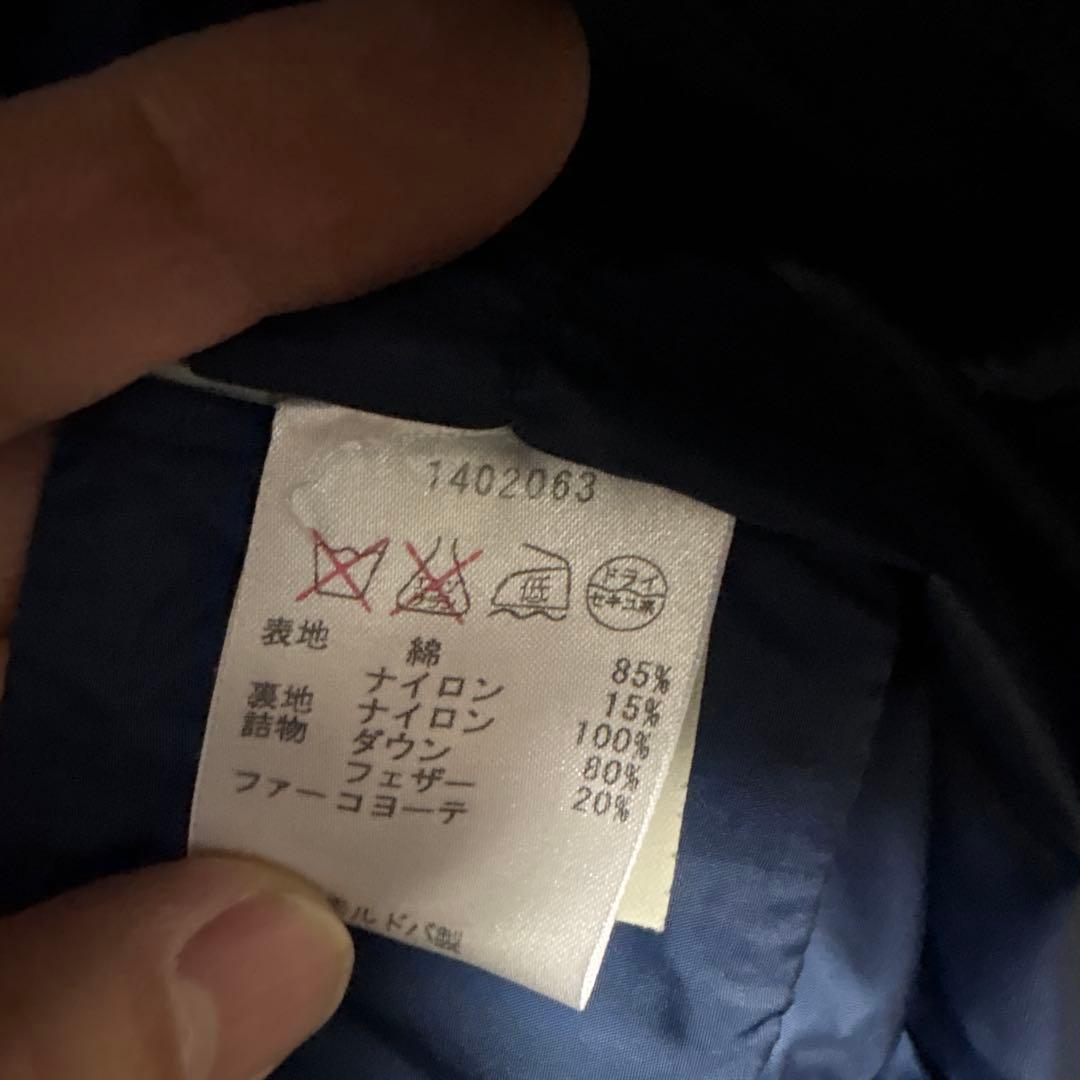 1402063
低 ドライ セキユ系
表地 綿 85%
ナイロン 15%
裏地 ナイロン 100%
詰物 ダウン 80%
フェザー 20%
ファーコヨーテ
ルドバ製